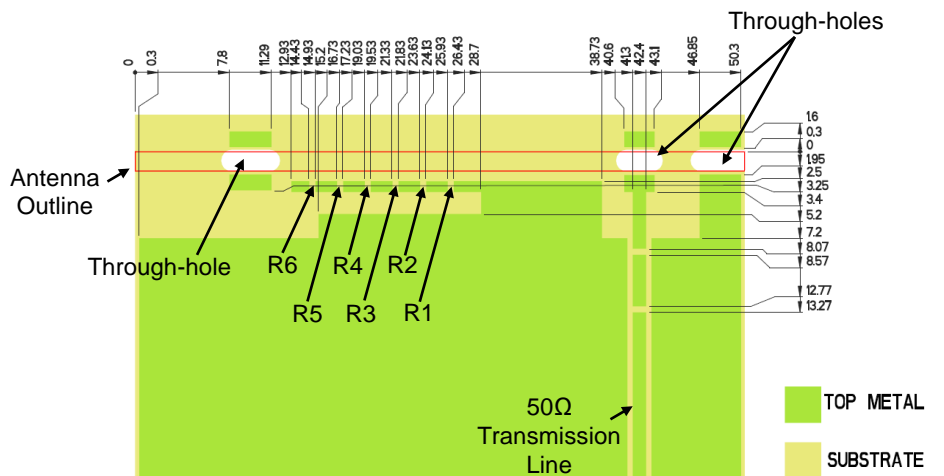 Through-holes
0
0.3
7.8
11.29
12.93
14.43
14.93
15.2
16.73
17.23
19.03
19.53
21.33
21.83
23.63
24.13
25.93
26.43
28.7
38.73
40.6
41.3
42.4
43.1
46.85
50.3
1.6
0.3
0
1.95
2.5
3.25
3.4
5.2
7.2
8.07
8.57
12.77
13.27
Antenna
Outline
Through-hole
R6
R4
R2
R5
R3
R1
50Ω
Transmission
Line
TOP METAL
SUBSTRATE